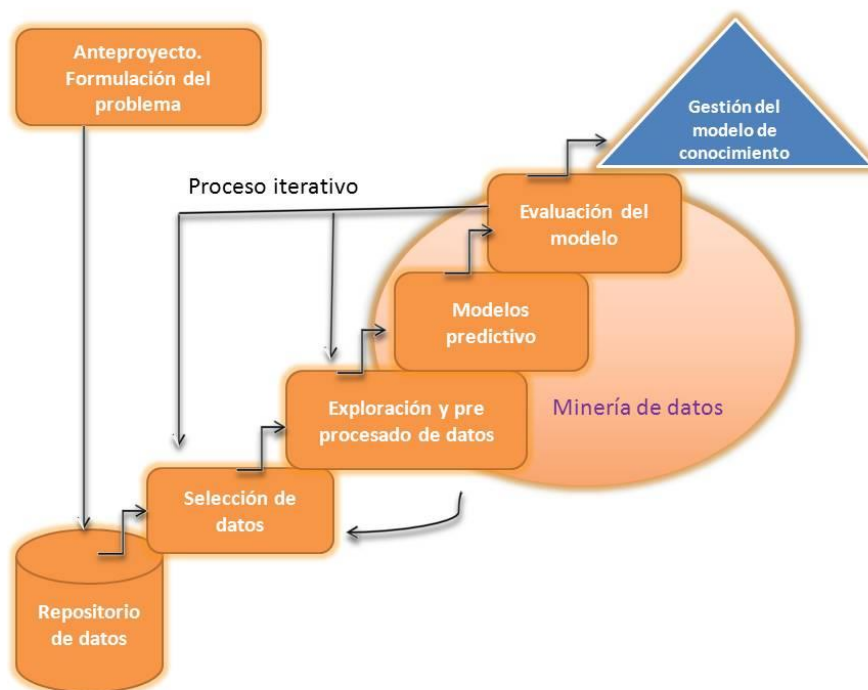 Anteproyecto.
Formulación del
problema
Gestión del
modelo de
conocimiento
Proceso iterativo
Evaluación del
modelo
Modelos
predictivo
Minería de datos
Exploración y pre
procesado de datos
Selección de
datos
Repositorio
de datos